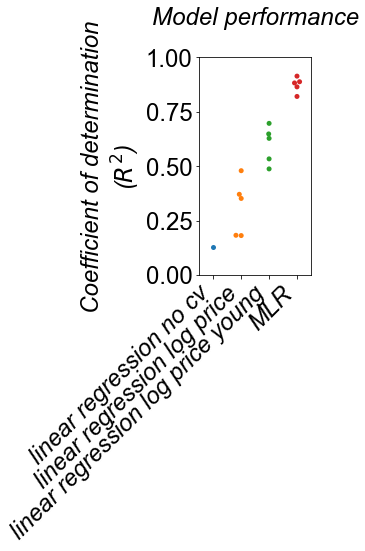 Model performance
Coefficient of determination
(R²)
1.00
0.75
0.50
0.25
0.00
linear regression no cv
linear regression log price
linear regression log price young
MLR